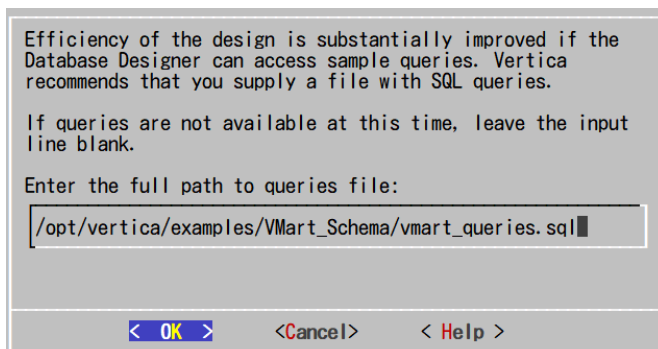 Efficiency of the design is substantially improved if the
Database Designer can access sample queries. Vertica
recommends that you supply a file with SQL queries.
If queries are not available at this time, leave the input
line blank.
Enter the full path to queries file:
/opt/vertica/examples/VMart_Schema/vmart_queries.sql
< OK > <Cancel> < Help >